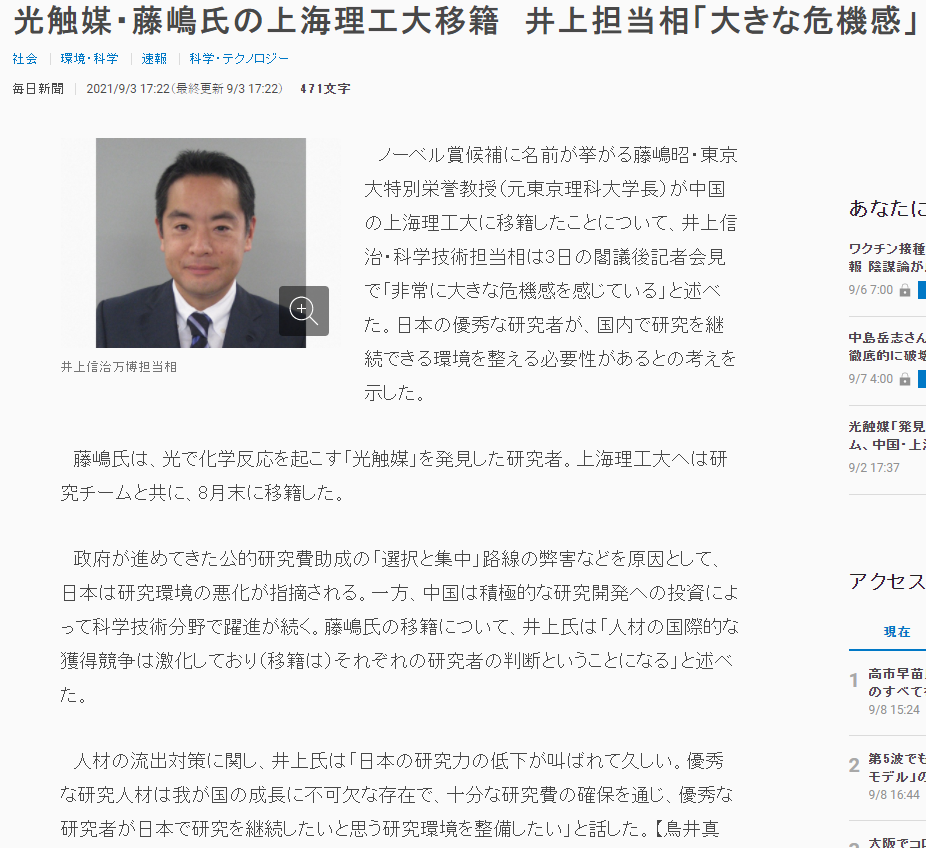 光触媒・藤嶋氏の上海理工大移籍　井上担当相「大きな危機感」
社会 環境・科学 速報 科学・テクノロジー
毎日新聞 2021/9/3 17:22(最終更新 9/3 17:22) 471文字
ノーベル賞候補に名前が挙がる藤嶋昭・東京
大特別栄誉教授(元東京理科大学長)が中国
の上海理工大に移籍したことについて、井上信
治・科学技術担当相は3日の閣議後記者会見
で「非常に大きな危機感を感じている」と述べ
た。日本の優秀な研究者が、国内で研究を継
続できる環境を整える必要性があるとの考えを
示した。
井上信治万博担当相
藤嶋氏は、光で化学反応を起こす「光触媒」を発見した研究者。上海理工大へは研
究チームと共に、8月末に移籍した。
政府が進めてきた公的研究費助成の「選択と集中」路線の弊害などを原因として、
日本は研究環境の悪化が指摘される。一方、中国は積極的な研究開発への投資によ
って科学技術分野で躍進が続く。藤嶋氏の移籍について、井上氏は「人材の国際的な
獲得競争は激化しており(移籍は)それぞれの研究者の判断ということになる」と述べ
た。
人材の流出対策に関し、井上氏は「日本の研究力の低下が叫ばれて久しい。優秀
な研究人材は我が国の成長に不可欠な存在で、十分な研究費の確保を通じ、優秀な
研究者が日本で研究を継続したいと思う研究環境を整備したい」と話した。【鳥井真
あなたに
ワクチン接種
報 陰謀論が
9/6 7:00
中島岳志さん
徹底的に破壊
9/7 4:00
光触媒「発見
ム、中国・上海
9/2 17:37
アクセス
現在
1 高市早苗
のすべて
9/8 15:24
2 第5波でも
モデル」の
9/8 16:44
大阪でコロ